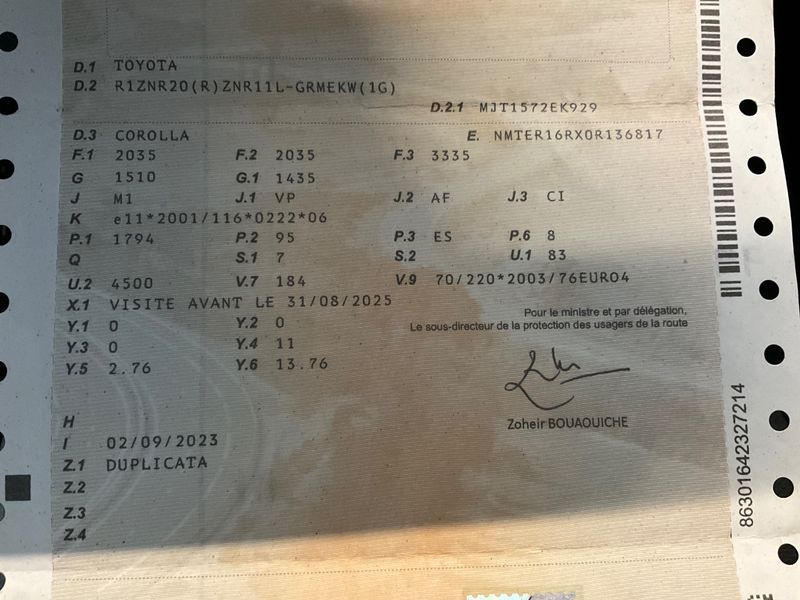 D.1 TOYOTA
D.2 R1ZNR20(R)ZNR11L-GRMEKW(1G)
D.2.1 MJT1572EK929
D.3 COROLLA E. NMTER16RX0R136817
F.1 2035 F.2 2035 F.3 3335
G 1510 G.1 1435
J M1 J.1 VP J.2 AF J.3 CI
K e11*2001/116*0222*06
P.1 1794 P.2 95 P.3 ES P.6 8
Q S.1 7 S.2 U.1 83
U.2 4500 V.7 184 V.9 70/220*2003/76EURO4
X.1 VISITE AVANT LE 31/08/2025
Pour le ministre et par délégation,
Y.1 0 Y.2 0
Le sous-directeur de la protection des usagers de la route
Y.3 0 Y.4 11
Y.5 2.76 Y.6 13.76
H
Zoheir BOUAOUICHE
I 02/09/2023
Z.1 DUPLICATA
Z.2
Z.3
Z.4
86301642327214